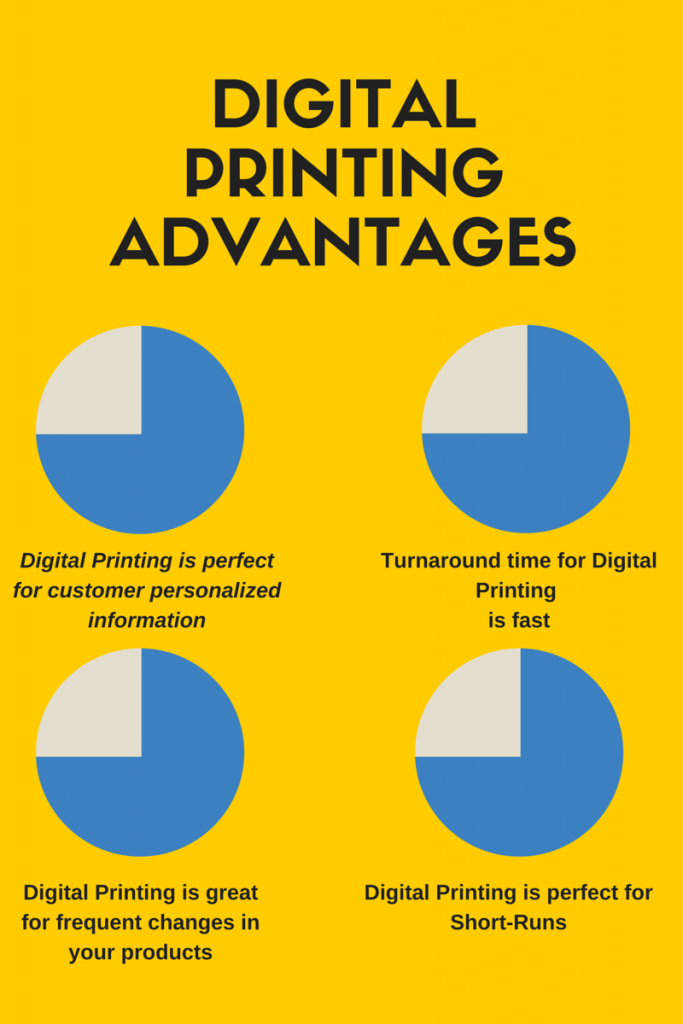 DIGITAL
PRINTING
ADVANTAGES
Digital Printing is perfect
for customer personalized
information
Turnaround time for Digital
Printing
is fast
Digital Printing is great
for frequent changes in
your products
Digital Printing is perfect for
Short-Runs